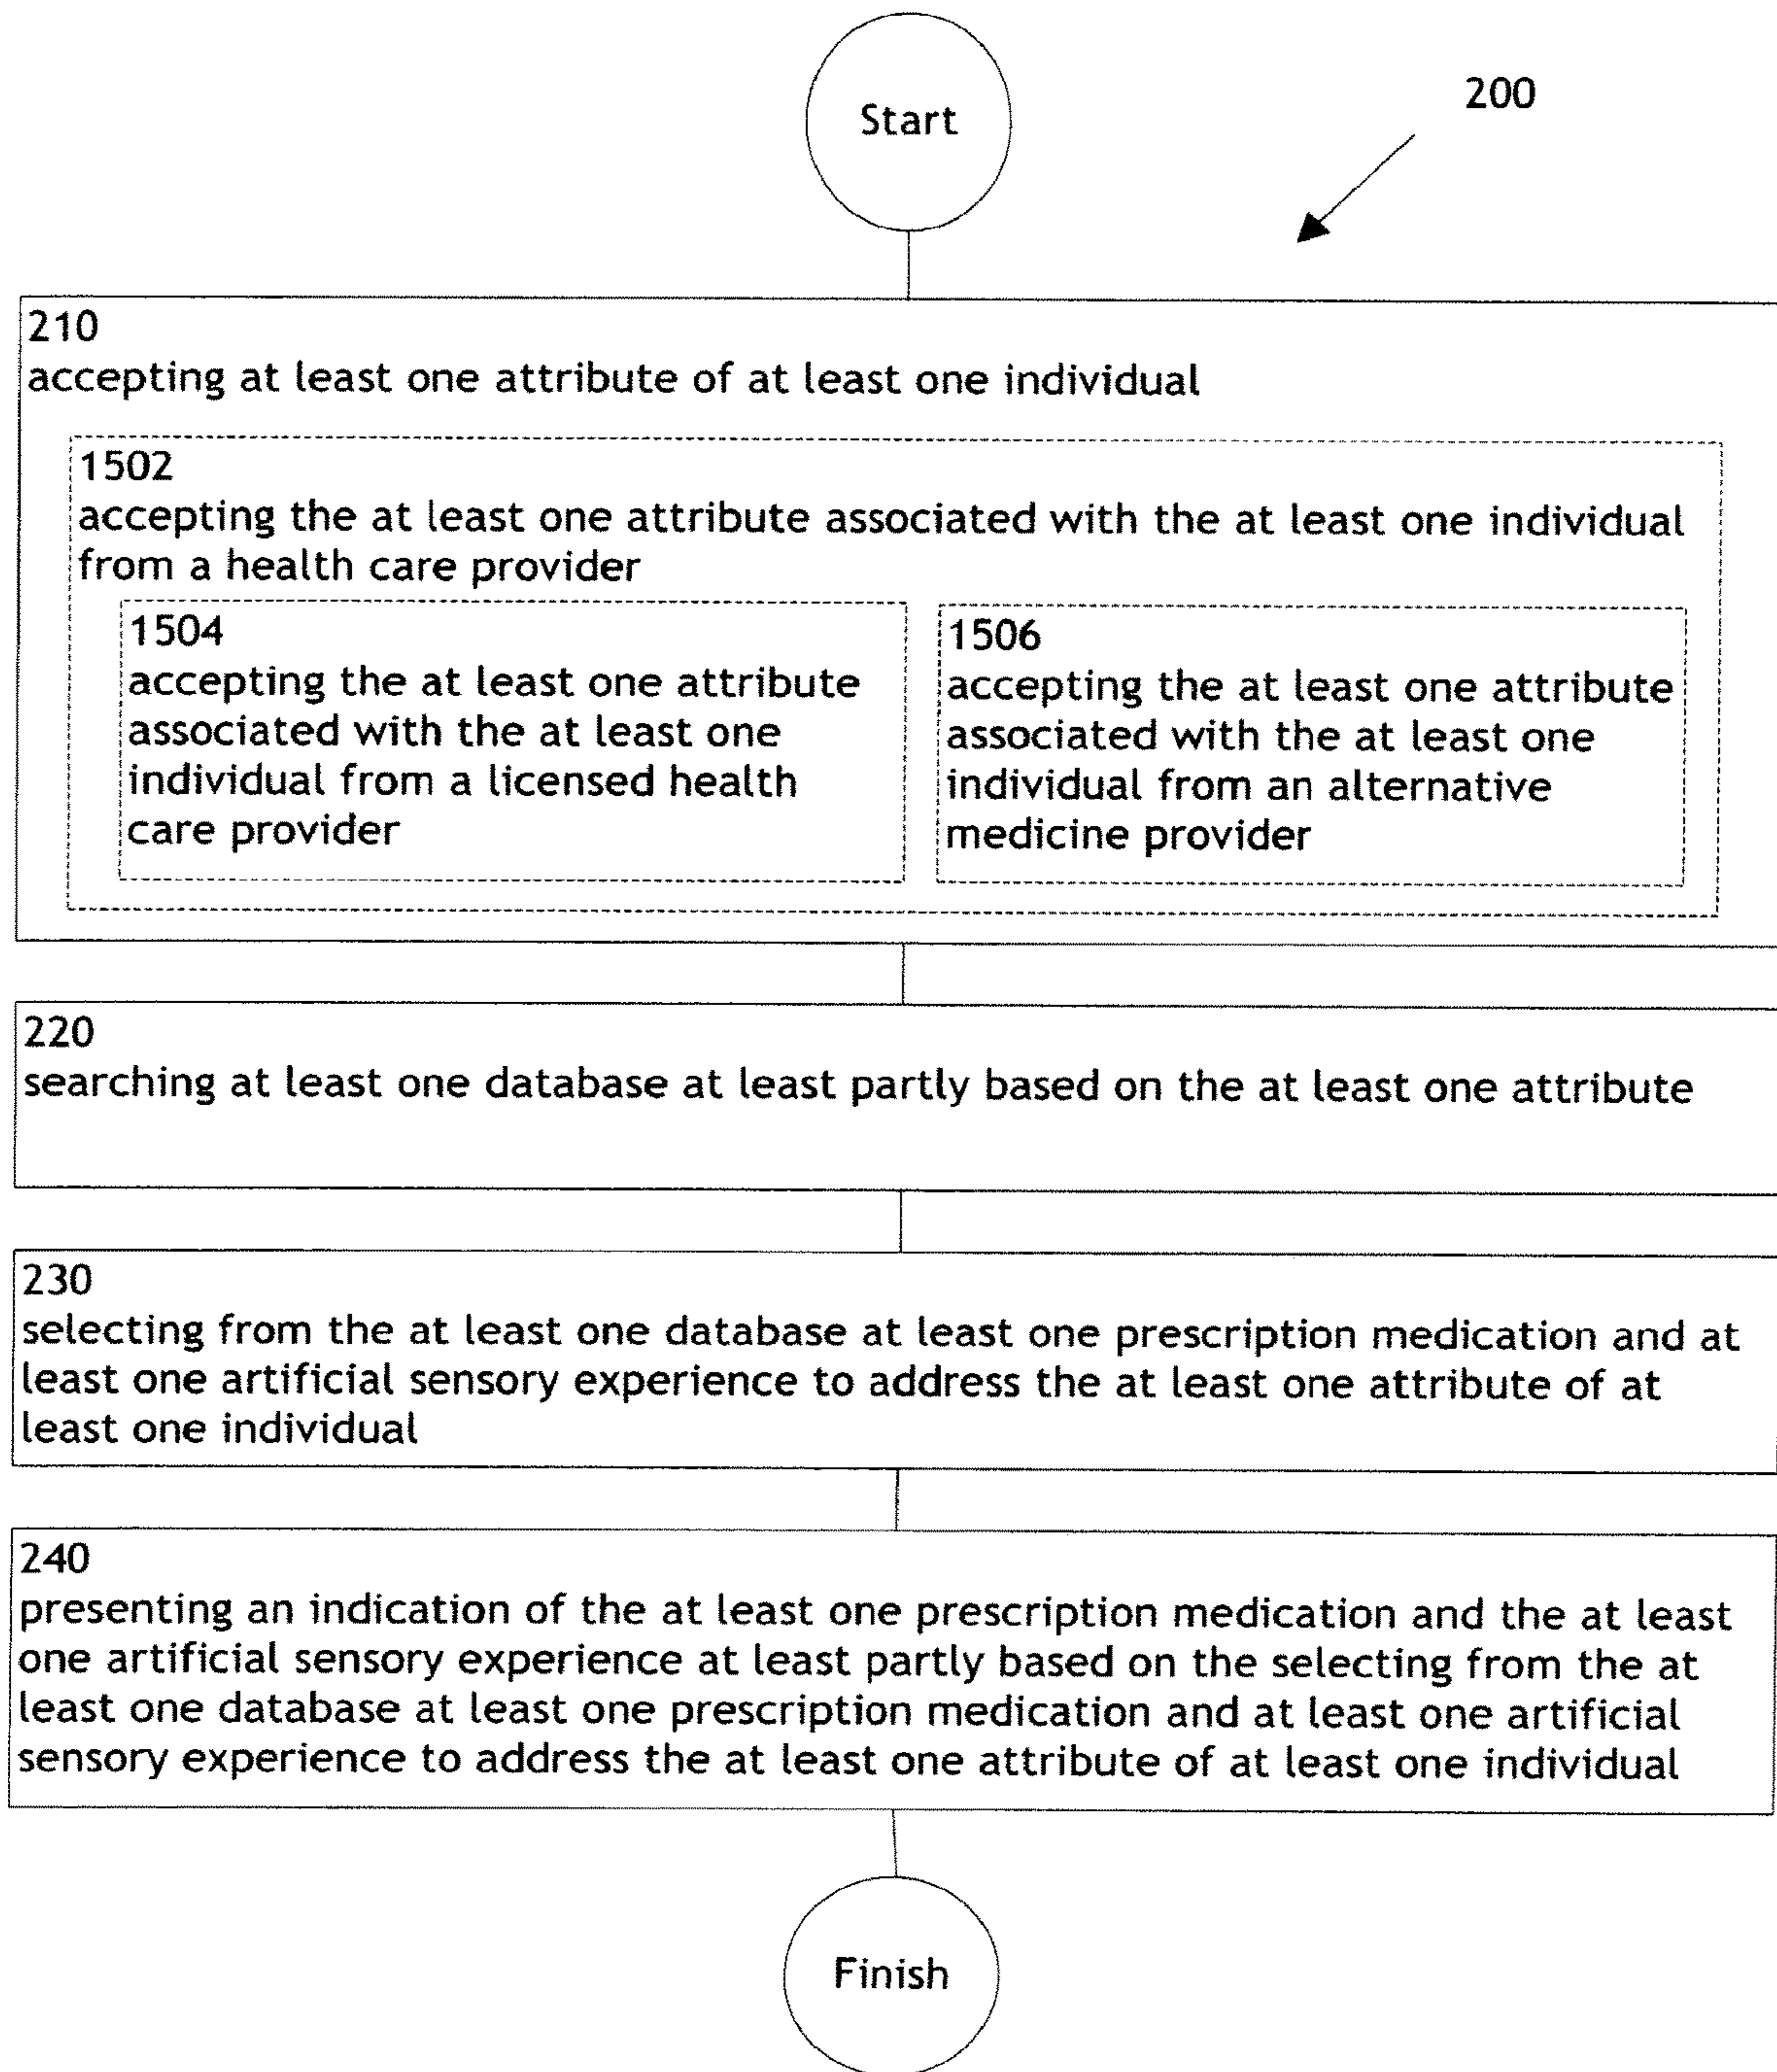 Start
200
210
accepting at least one attribute of at least one individual
1502
accepting the at least one attribute associated with the at least one individual
from a health care provider
1504
accepting the at least one attribute
associated with the at least one
individual from a licensed health
care provider
1506
accepting the at least one attribute
associated with the at least one
individual from an alternative
medicine provider
220
searching at least one database at least partly based on the at least one attribute
230
selecting from the at least one database at least one prescription medication and at
least one artificial sensory experience to address the at least one attribute of at
least one individual
240
presenting an indication of the at least one prescription medication and the at least
one artificial sensory experience at least partly based on the selecting from the at
least one database at least one prescription medication and at least one artificial
sensory experience to address the at least one attribute of at least one individual
Finish